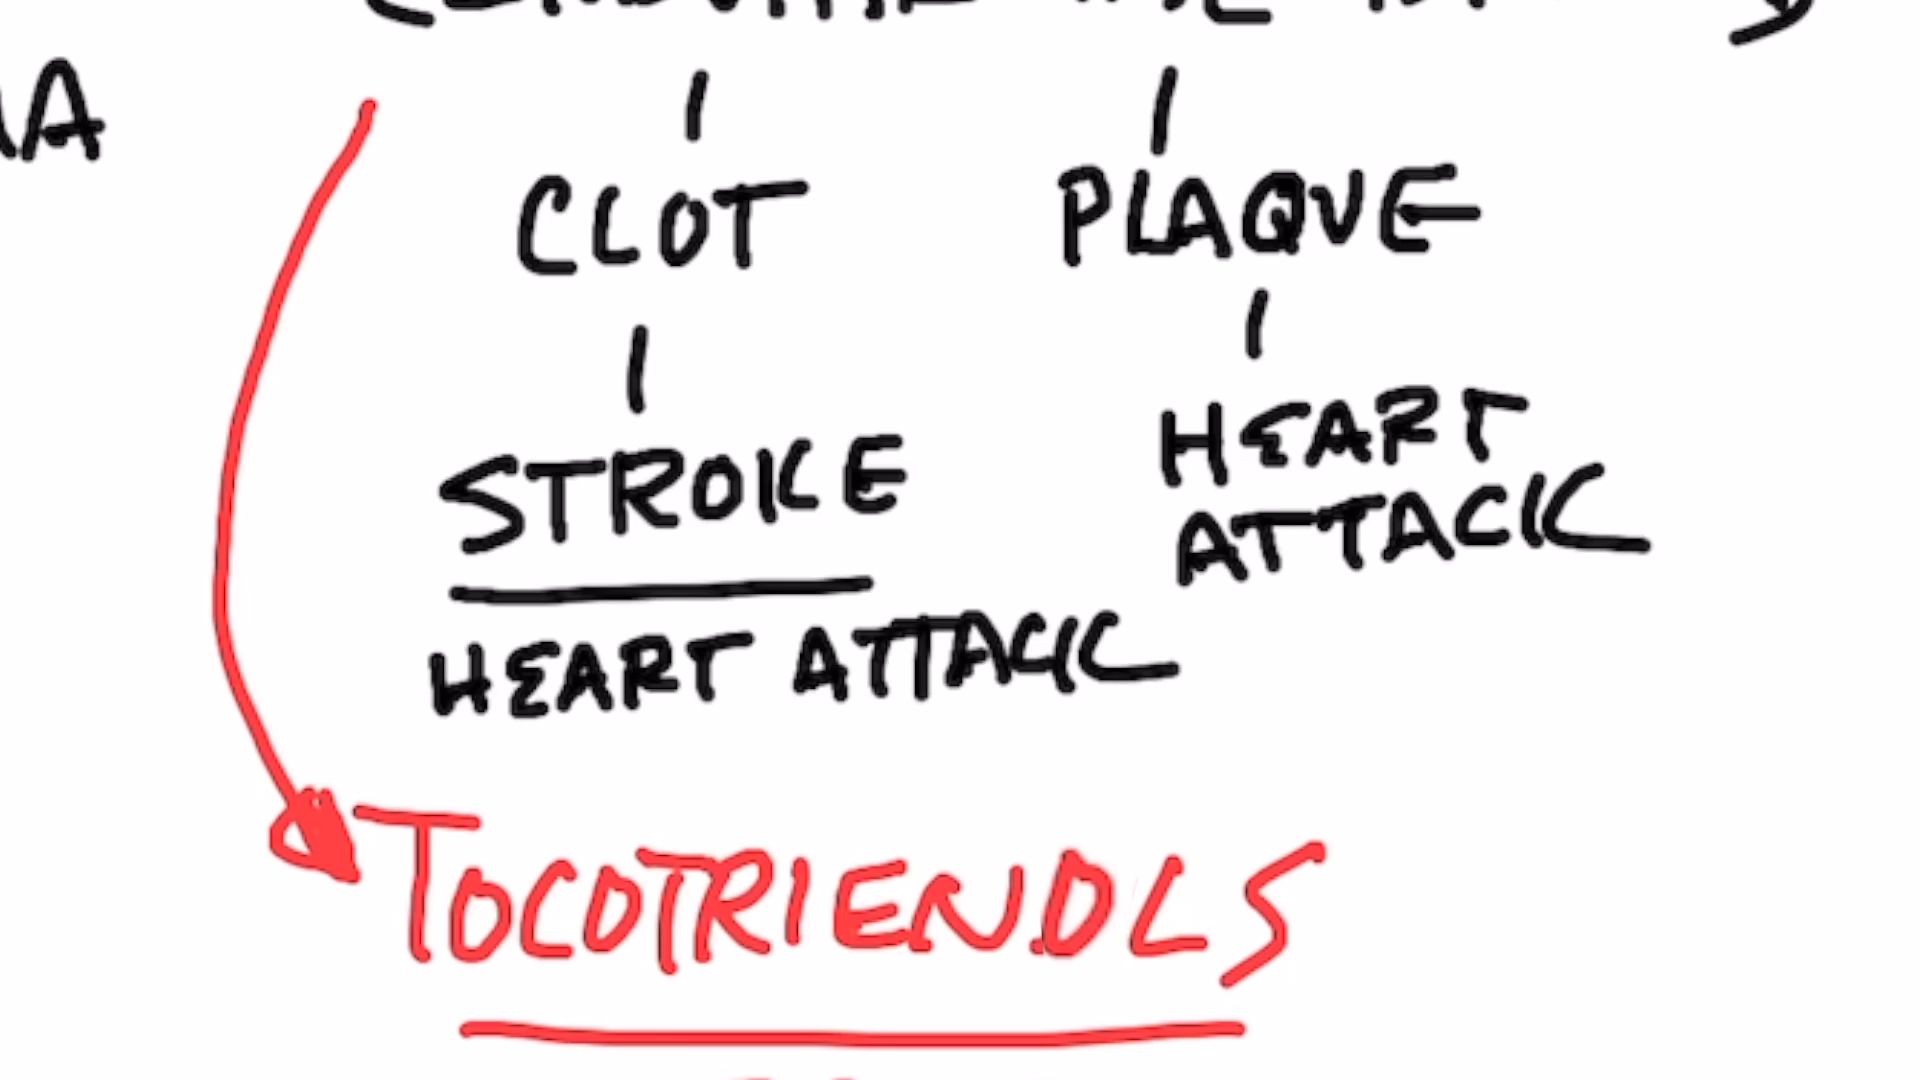 CLOT PLAQUE
STROKE
HEART
ATTACK
HEART ATTACK
TOCOTRIENOLS